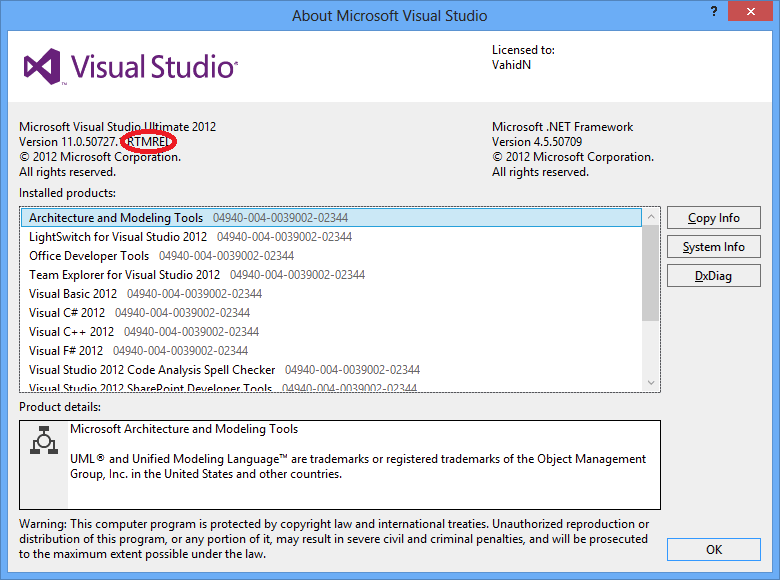 About Microsoft Visual Studio
?
Visual Studio
Licensed to:
VahidN
Microsoft Visual Studio Ultimate 2012
Version 11.0.50727.1 RTMREL
© 2012 Microsoft Corporation.
All rights reserved.
Microsoft .NET Framework
Version 4.5.50709
© 2012 Microsoft Corporation.
All rights reserved.
Installed products:
Architecture and Modeling Tools 04940-004-0039002-02344
LightSwitch for Visual Studio 2012 04940-004-0039002-02344
Office Developer Tools 04940-004-0039002-02344
Team Explorer for Visual Studio 2012 04940-004-0039002-02344
Visual Basic 2012 04940-004-0039002-02344
Visual C# 2012 04940-004-0039002-02344
Visual C++ 2012 04940-004-0039002-02344
Visual F# 2012 04940-004-0039002-02344
Visual Studio 2012 Code Analysis Spell Checker 04940-004-0039002-02344
Visual Studio 2012 SharePoint Developer Tools 04940-004-0039002-02344
Copy Info
System Info
DxDiag
Product details:
Microsoft Architecture and Modeling Tools
UML® and Unified Modeling Language™ are trademarks or registered trademarks of the Object Management
Group, Inc. in the United States and other countries.
Warning: This computer program is protected by copyright law and international treaties. Unauthorized reproduction or
distribution of this program, or any portion of it, may result in severe civil and criminal penalties, and will be prosecuted
to the maximum extent possible under the law.
OK